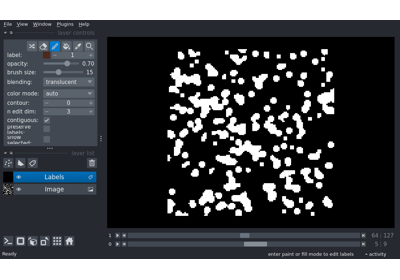 File View Window Plugins Help
layer controls
label: 1
opacity: 0.70
brush size: 15
blending: translucent
color mode: auto
contour: 0
n edit dim: 3
contiguous:
preserve
labels:
show
selected:
layer list
Labels
Image
1 64 127
0 5 9
Ready enter paint or fill mode to edit labels activity